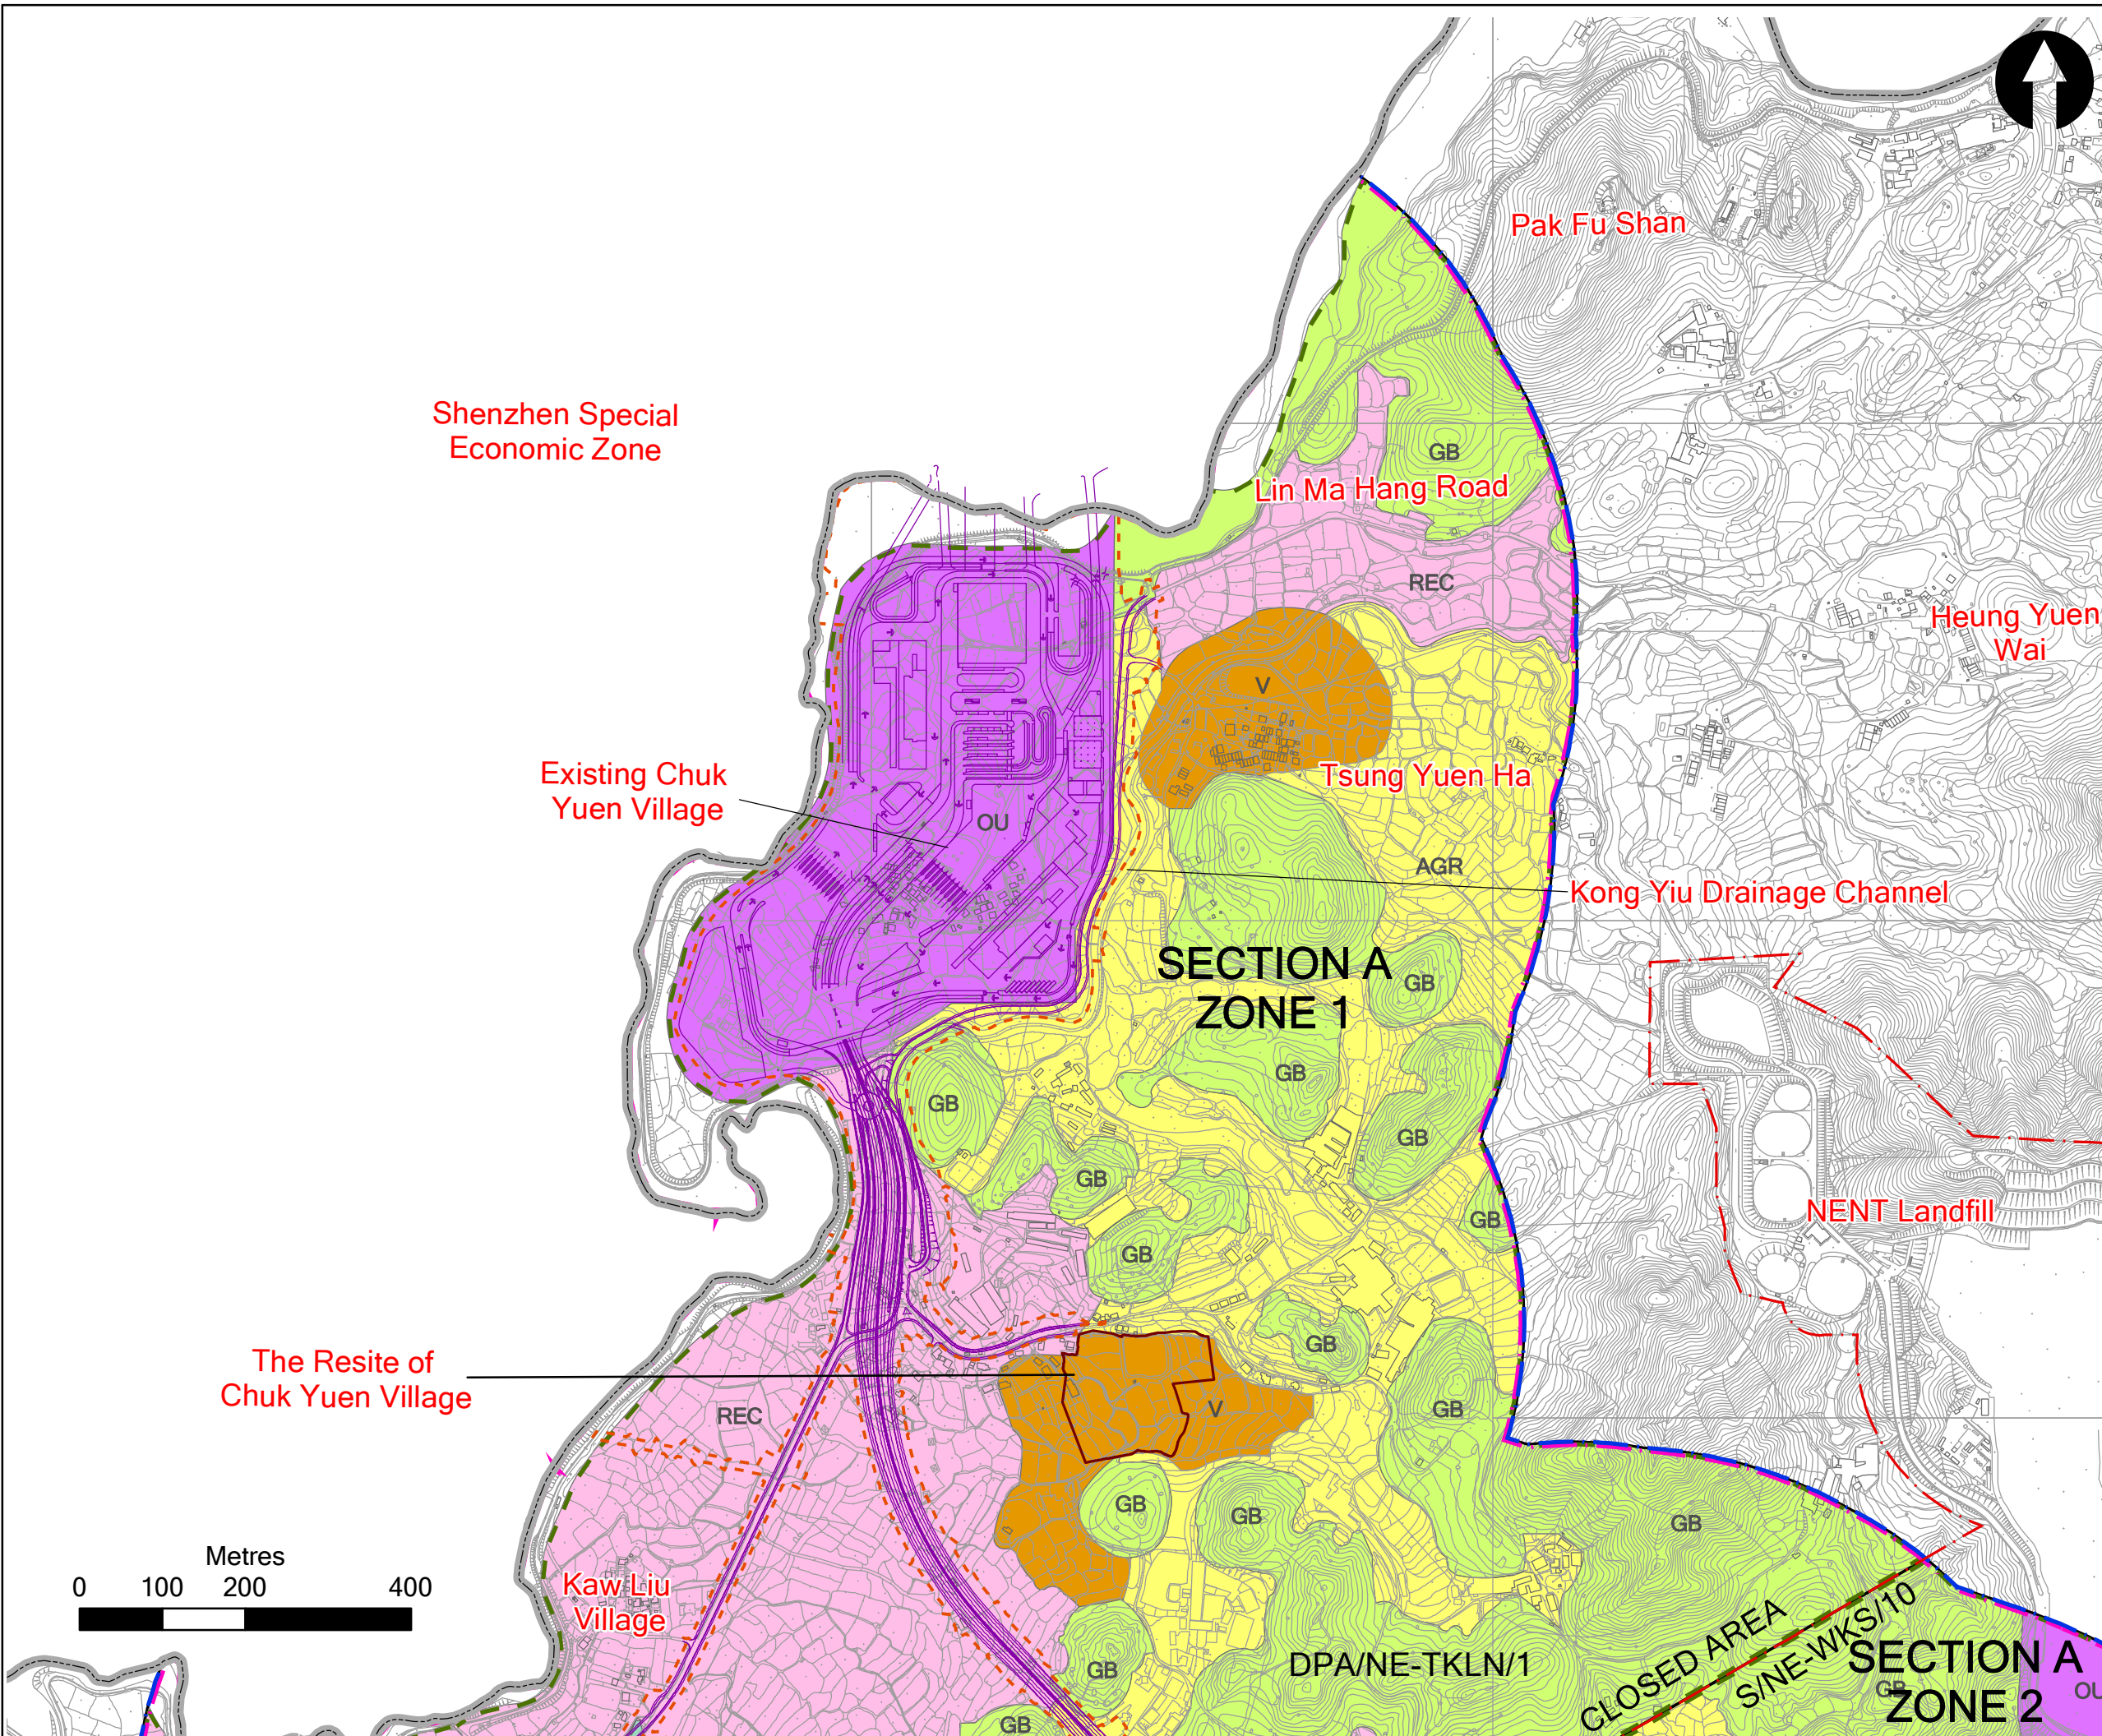 Pak Fu Shan
Shenzhen Special
Economic Zone
GB
Lin Ma Hang Road
REC
Heung Yuen
Wai
V
Existing Chuk
Yuen Village
Tsung Yuen Ha
OU
AGR
Kong Yiu Drainage Channel
SECTION A
ZONE 1
GB
GB
GB
GB
GB
NENT Landfill
GB
GB
GB
The Resite of
Chuk Yuen Village
REC
V
GB
GB
GB
GB
Metres
0 100 200 400
Kaw Liu
Village
CLOSED AREA
S/NE-WKS/10
DPA/NE-TKLN/1
GB
SECTION A
ZONE 2
GB
OU
GB